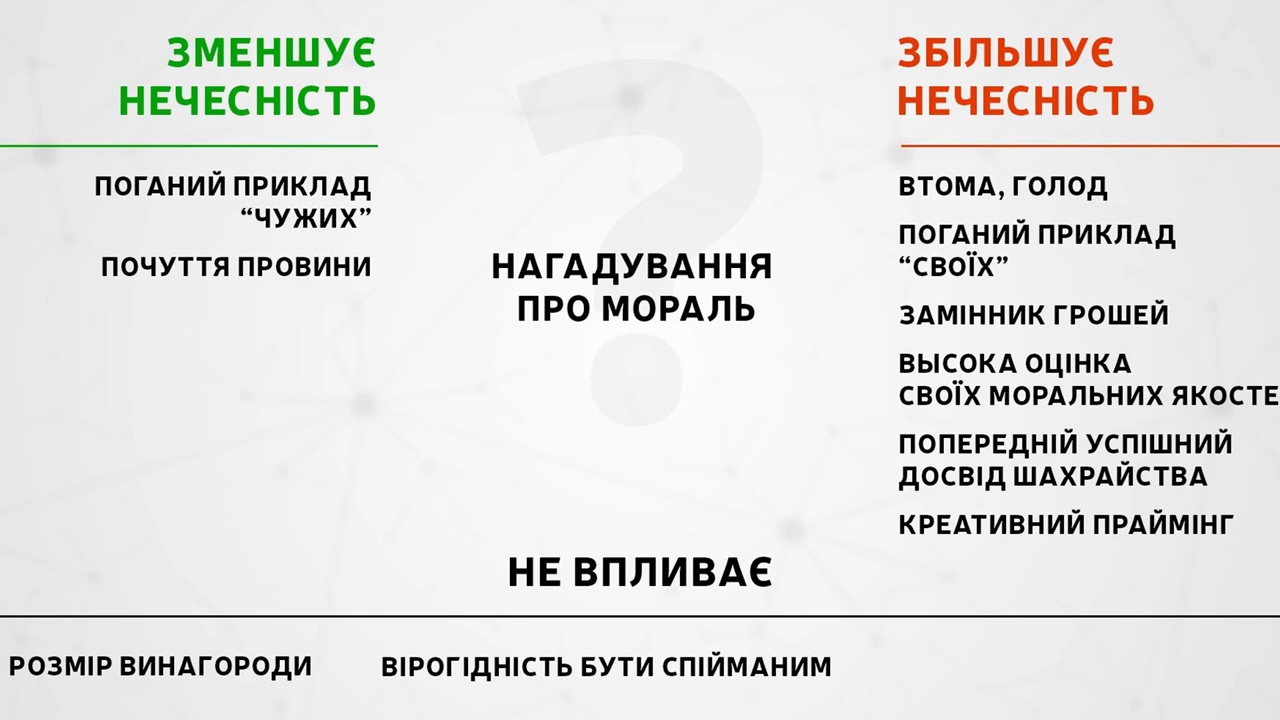 ЗМЕНШУЄ
НЕЧЕСНІСТЬ
ПОГАНИЙ ПРИКЛАД
“ЧУЖИХ”
ПОЧУТТЯ ПРОВИНИ
НАГАДУВАННЯ
ПРО МОРАЛЬ
ЗБІЛЬШУЄ
НЕЧЕСНІСТЬ
ВТОМА, ГОЛОД
ПОГАНИЙ ПРИКЛАД
“СВОЇХ”
ЗАМІННИК ГРОШЕЙ
ВЫСОКА ОЦІНКА
СВОЇХ МОРАЛЬНИХ ЯКОСТЕ
ПОПЕРЕДНІЙ УСПІШНИЙ
ДОСВІД ШАХРАЙСТВА
КРЕАТИВНИЙ ПРАЙМІНГ
НЕ ВПЛИВАЄ
РОЗМІР ВИНАГОРОДИ
ВІРОГІДНІСТЬ БУТИ СПІЙМАНИМ